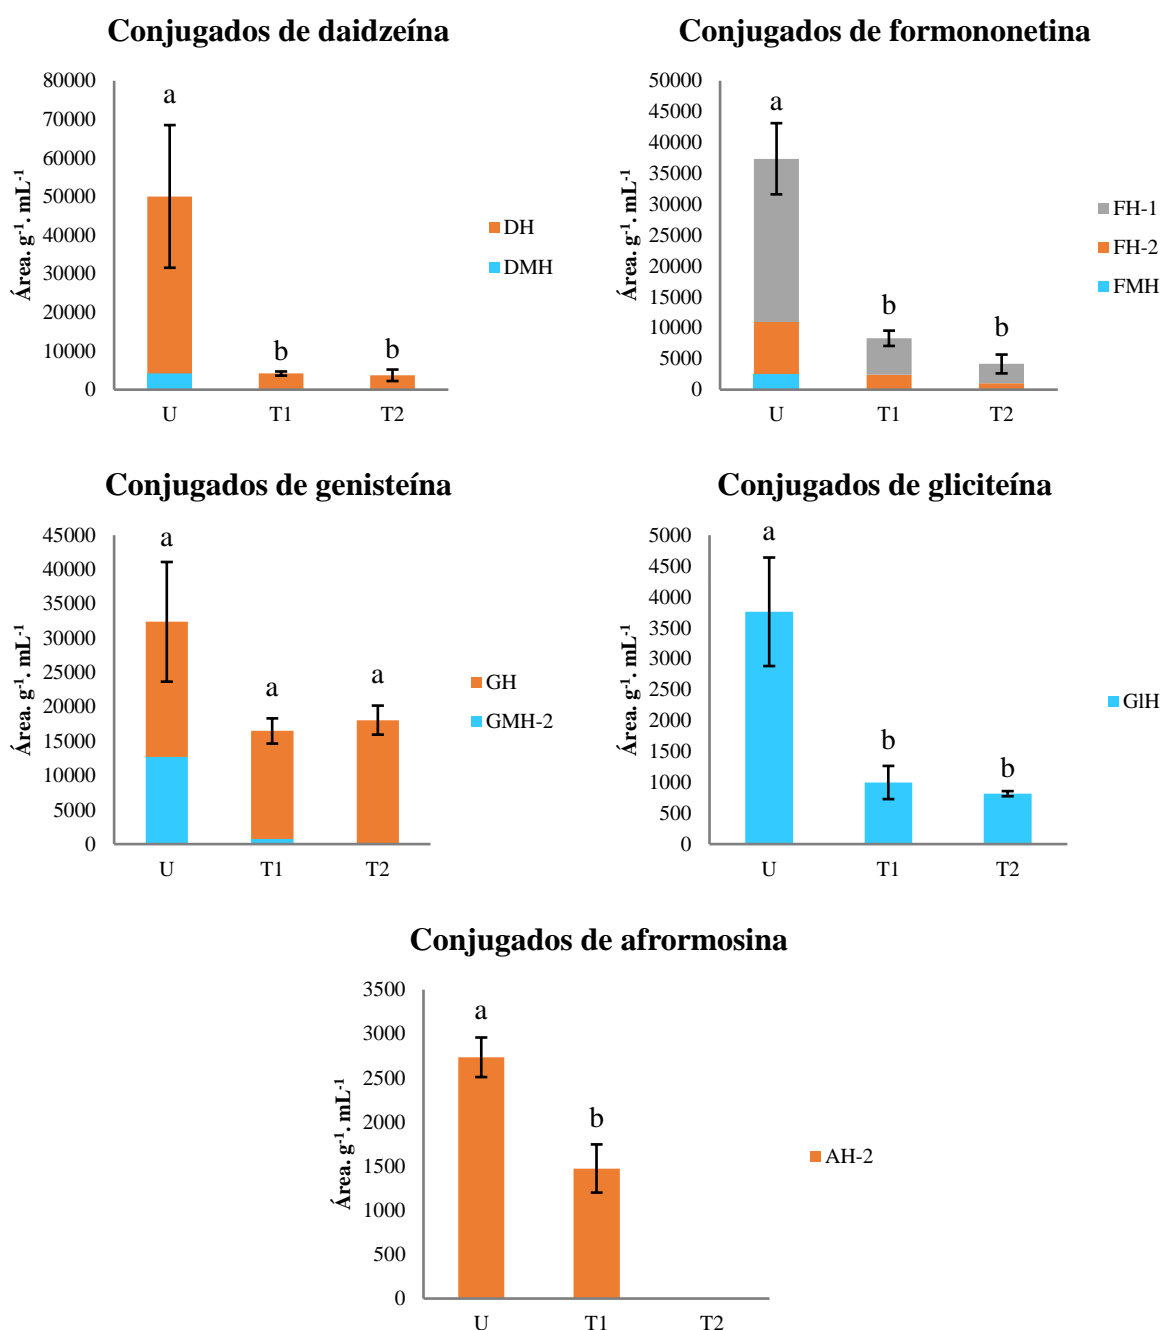 Conjugados de daidzeína
Área. g-1. mL-1
80000
70000
60000
50000
40000
30000
20000
10000
0
a
b
b
U
T1
T2
DH
DMH
Conjugados de formononetina
Área. g-1. mL-1
50000
45000
40000
35000
30000
25000
20000
15000
10000
5000
0
a
b
b
U
T1
T2
FH-1
FH-2
FMH
Conjugados de genisteína
Área. g-1. mL-1
45000
40000
35000
30000
25000
20000
15000
10000
5000
0
a
a
a
U
T1
T2
GH
GMH-2
Conjugados de gliciteína
Área. g-1. mL-1
5000
4500
4000
3500
3000
2500
2000
1500
1000
500
0
a
b
b
U
T1
T2
GlH
Conjugados de afrormosina
Área. g-1. mL-1
3500
3000
2500
2000
1500
1000
500
0
a
b
U
T1
T2
AH-2